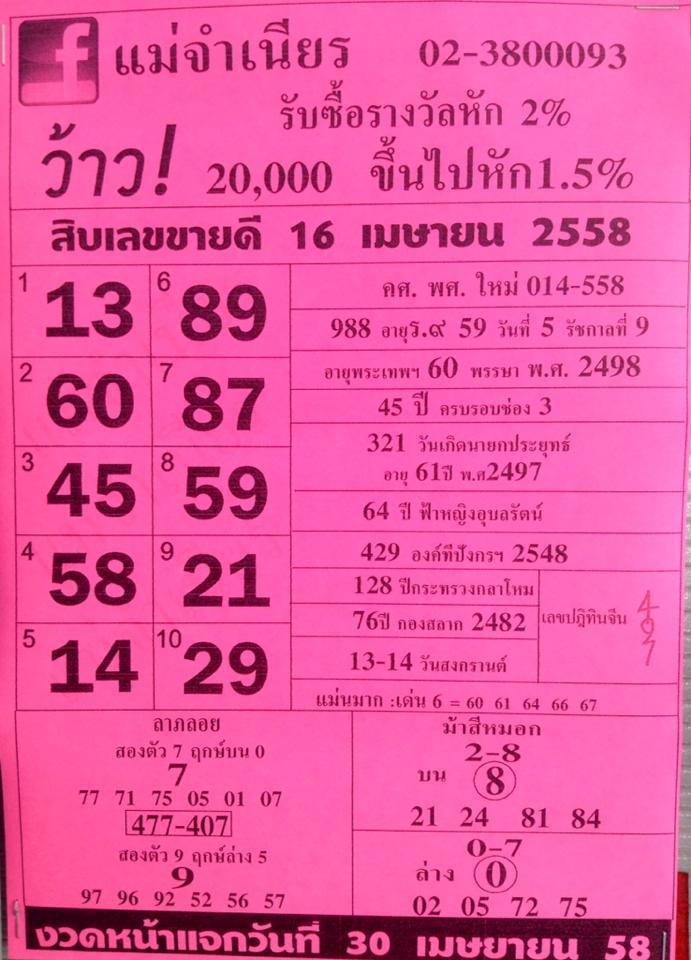 f แม่จำเนียร 02-3800093
รับซื้อรางวัลหัก 2%
ว้าว! 20,000 ขึ้นไปหัก1.5%
สิบเลขขายดี 16 เมษายน 2558
1 13 6 89
2 60 7 87
3 45 8 59
4 58 9 21
5 14 10 29
คศ. พศ. ใหม่ 014-558
988 อายุร.๙ 59 วันที่ 5 รัชกาลที่ 9
อายุพระเทพฯ 60 พรรษา พ.ศ. 2498
45 ปี ครบรอบช่อง 3
321 วันเกิดนายกประยุทธ์
อายุ 61ปี พ.ศ2497
64 ปี ฟ้าหญิงอุบลรัตน์
429 องค์ทีปังกรฯ 2548
128 ปีกระทรวงกลาโหม
76ปี กองสลาก 2482
13-14 วันสงกรานต์
เลขปฎิทินจีน 407
แม่นมาก :เด่น 6 = 60 61 64 66 67
ลาภลอย
สองตัว 7 ฤกษ์บน 0
7
77 71 75 05 01 07
477-407
สองตัว 9 ฤกษ์ล่าง 5
9
97 96 92 52 56 57
ม้าสีหมอก
2-8
บน 8
21 24 81 84
0-7
ล่าง 0
02 05 72 75
งวดหน้าแจกวันที่ 30 เมษยายน 58